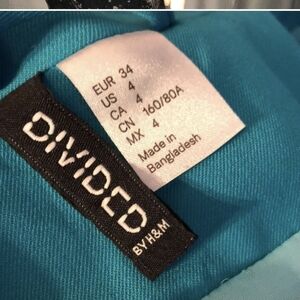 EUR 34
US 4
CA 4
CN 160/80A
MX 4
Made in
Bangladesh
DIVIDED
BY H&M